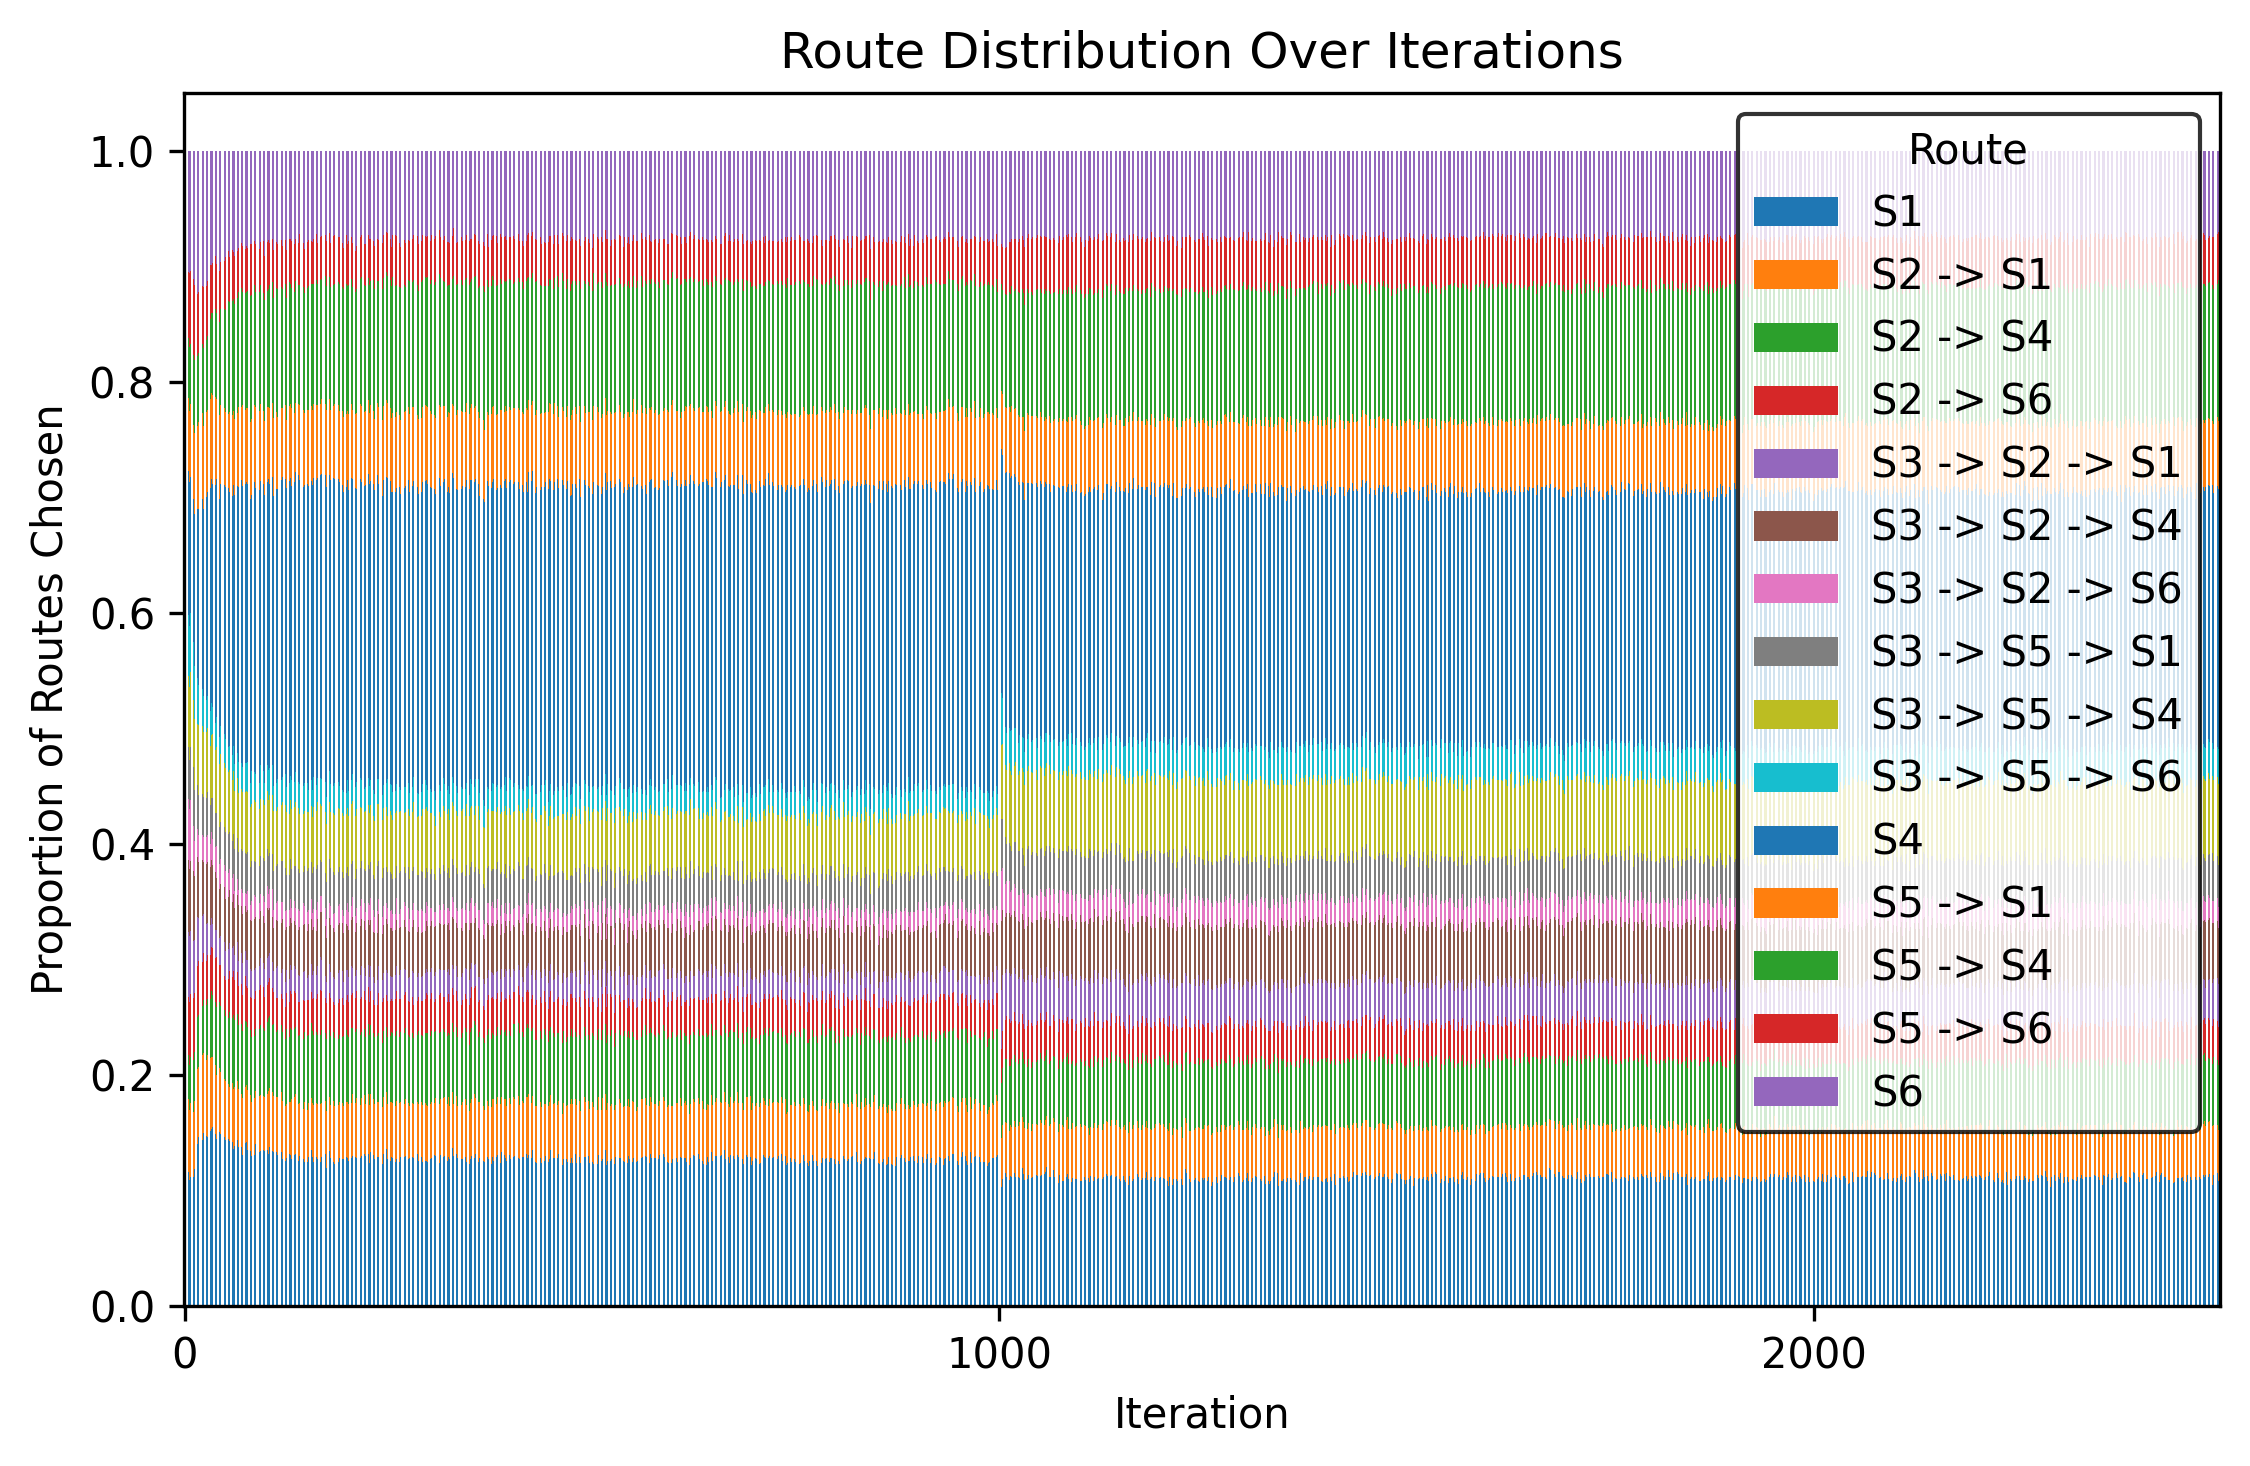 Route Distribution Over Iterations
Proportion of Routes Chosen
1.0
0.8
0.6
0.4
0.2
0.0
0
1000
2000
Iteration
Route
S1
S2 -> S1
S2 -> S4
S2 -> S6
S3 -> S2 -> S1
S3 -> S2 -> S4
S3 -> S2 -> S6
S3 -> S5 -> S1
S3 -> S5 -> S4
S3 -> S5 -> S6
S4
S5 -> S1
S5 -> S4
S5 -> S6
S6